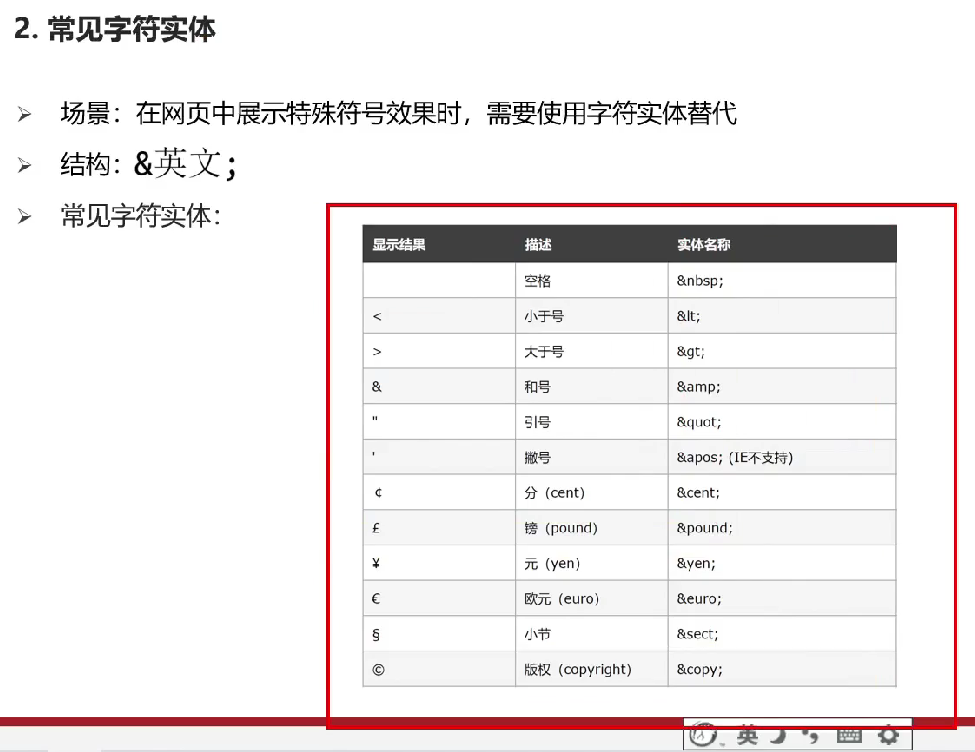 2. 常见字符实体
场景：在网页中展示特殊符号效果时，需要使用字符实体替代
结构：&英文;
常见字符实体：
显示结果 描述 实体名称
空格 &nbsp;
< 小于号 &lt;
> 大于号 &gt;
& 和号 &amp;
" 引号 &quot;
' 撇号 &apos; (IE不支持)
¢ 分（cent） &cent;
£ 镑（pound） &pound;
¥ 元（yen） &yen;
€ 欧元（euro） &euro;
§ 小节 &sect;
© 版权（copyright） &copy;
英